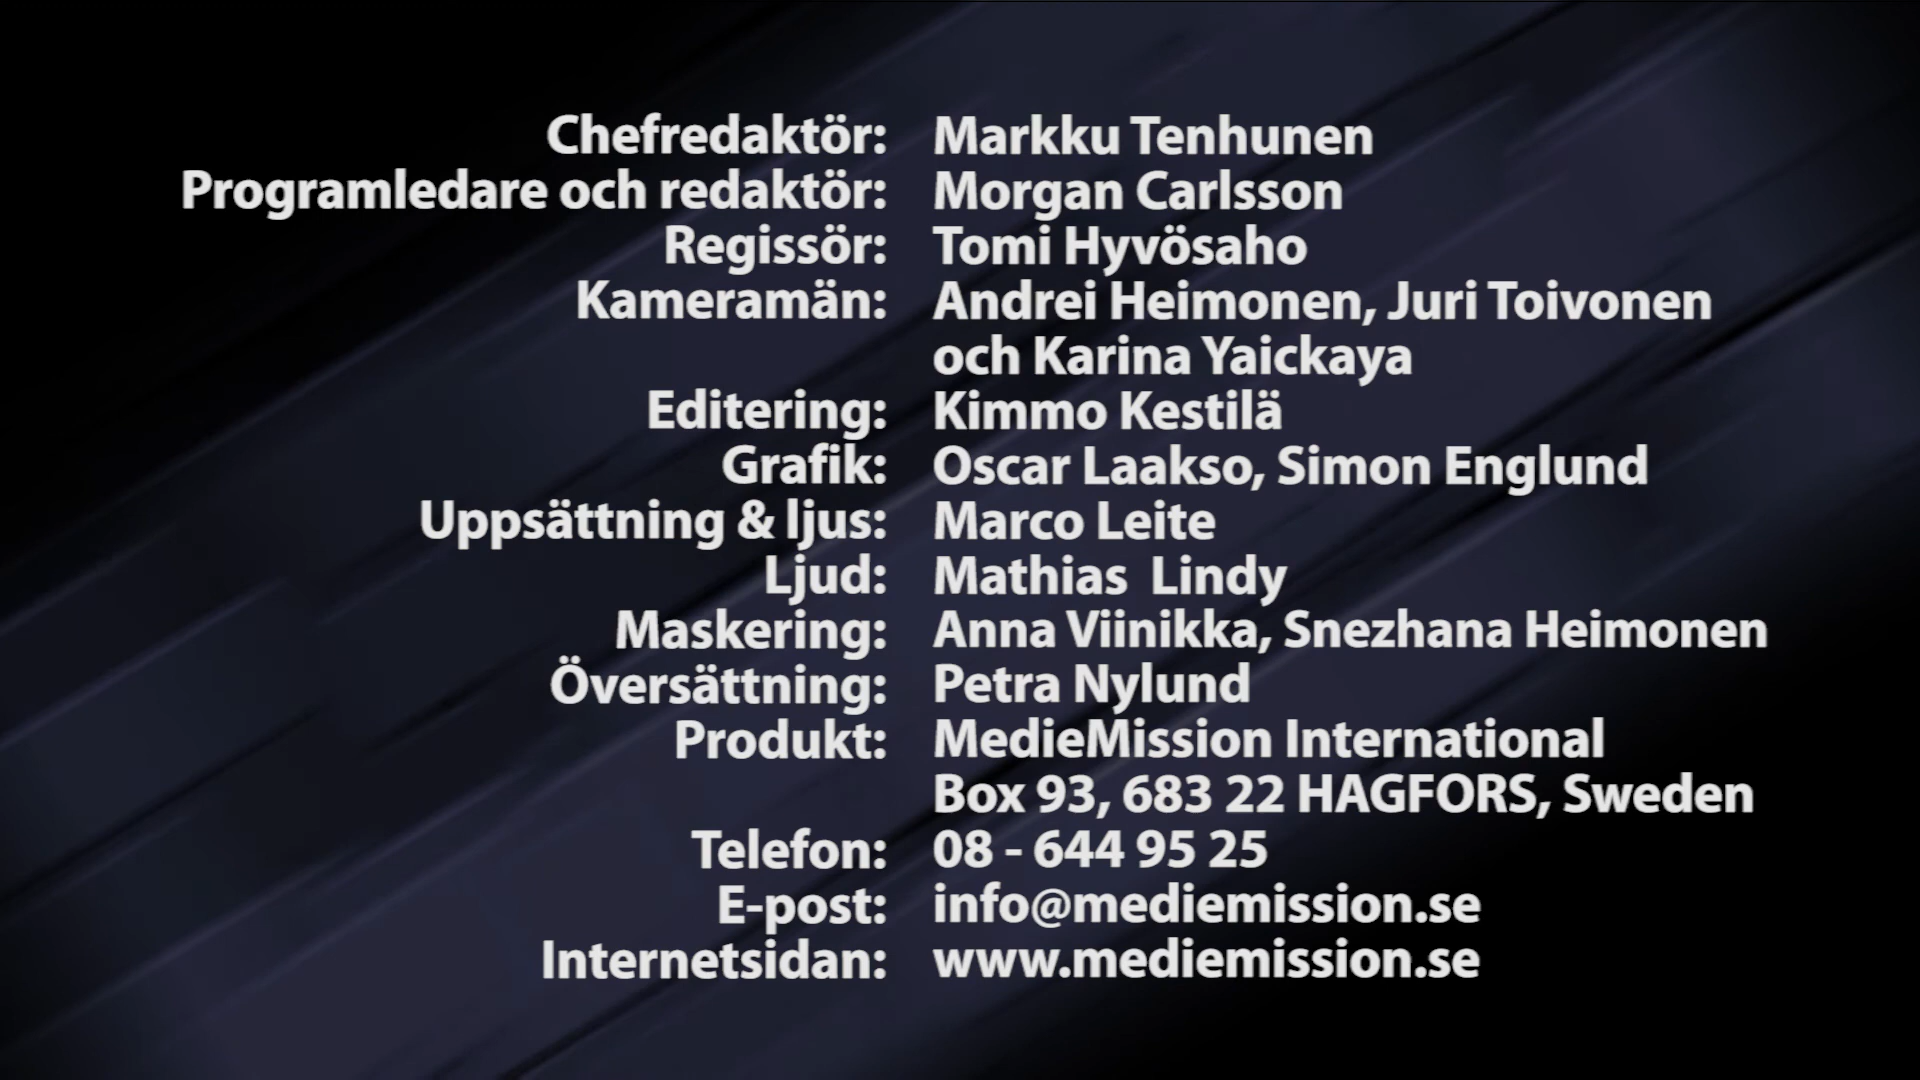 Chefredaktör: Markku Tenhunen
Programledare och redaktör: Morgan Carlsson
Regissör: Tomi Hyvösaho
Kameramän: Andrei Heimonen, Juri Toivonen
och Karina Yaickaya
Editering: Kimmo Kestilä
Grafik: Oscar Laakso, Simon Englund
Uppsättning & ljus: Marco Leite
Ljud: Mathias Lindy
Maskering: Anna Viinikka, Snezhana Heimonen
Översättning: Petra Nylund
Produkt: MedieMission International
Box 93, 683 22 HAGFORS, Sweden
Telefon: 08 - 644 95 25
E-post: info@mediemission.se
Internetsidan: www.mediemission.se